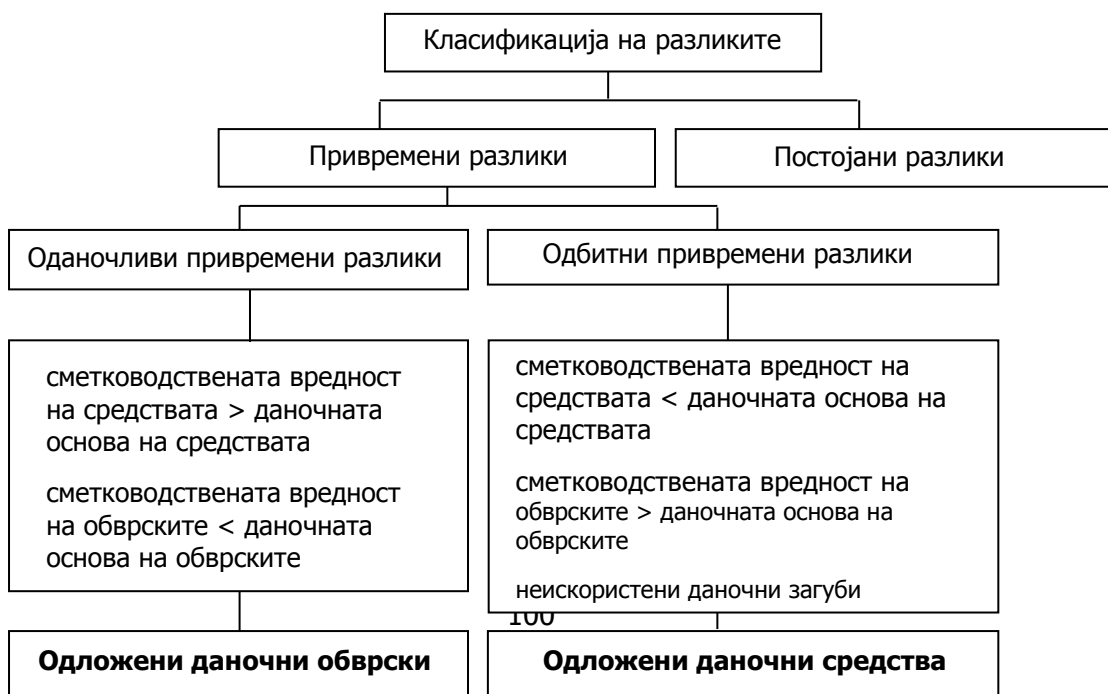 Класификација на разликите
Привремени разлики
Постојани разлики
Оданочливи привремени разлики
Одбитни привремени разлики
сметководствената вредност
на средствата > даночната
основа на средствата
сметководствената вредност
на обврските < даночната
основа на обврските
сметководствената вредност на
средствата < даночната основа на
средствата
сметководствената вредност на
обврските > даночната основа на
обврските
неискористени даночни загуби
100
Одложени даночни обврски
Одложени даночни средства